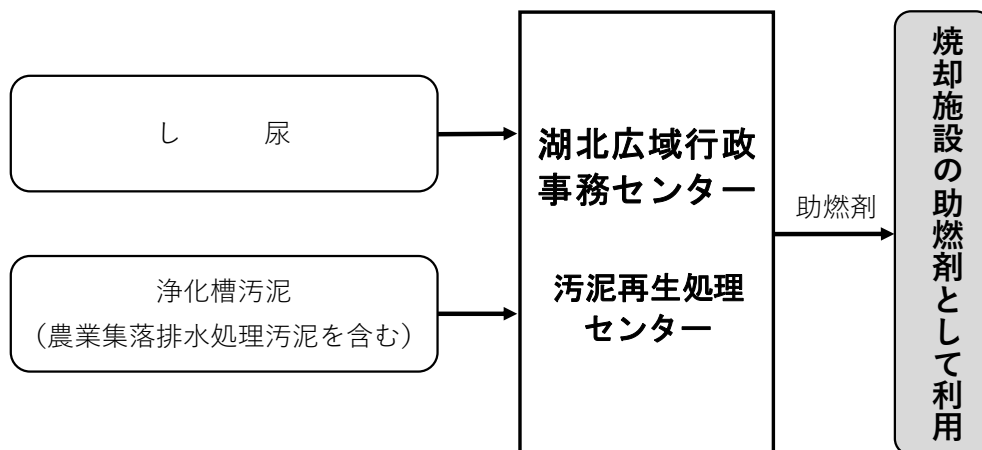 し　　　尿
浄化槽汚泥
（農業集落排水処理汚泥を含む）
湖北広域行政
事務センター
汚泥再生処理
センター
助燃剤
焼却施設の助燃剤として利用